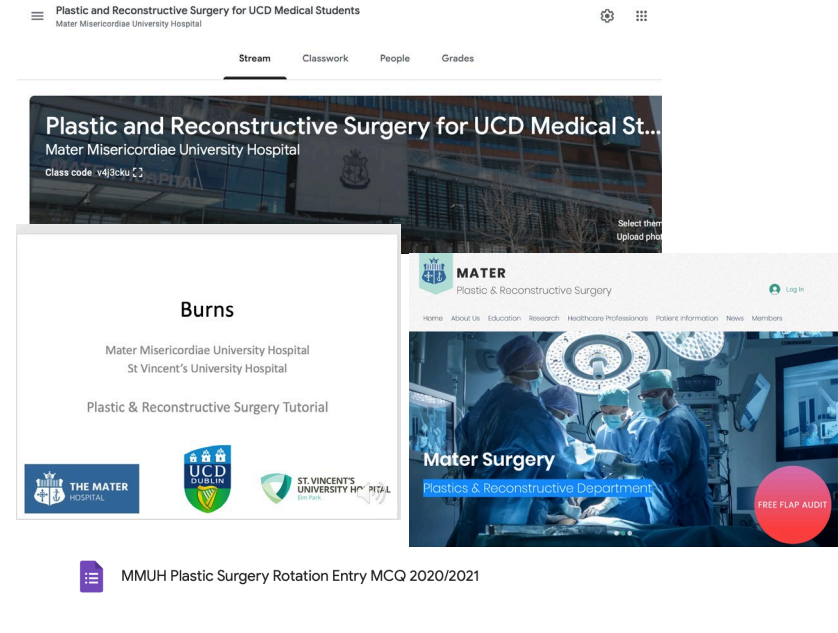 Plastic and Reconstructive Surgery for UCD Medical Students
Mater Misericordiae University Hospital
Stream Classwork People Grades
Plastic and Reconstructive Surgery for UCD Medical St...
Mater Misericordiae University Hospital
Class code v4j3cku
Select them
Upload phot
Burns
Mater Misericordiae University Hospital
St Vincent's University Hospital
Plastic & Reconstructive Surgery Tutorial
THE MATER
HOSPITAL
UCD
DUBLIN
ST. VINCENT'S
UNIVERSITY HOSPITAL
Elm Park
MATER
Plastic & Reconstructive Surgery
Log In
Home About Us Education Research Healthcare Professionals Patient Information News Members
Mater Surgery
Plastics & Reconstructive Department
FREE FLAP AUDIT
MMUH Plastic Surgery Rotation Entry MCQ 2020/2021